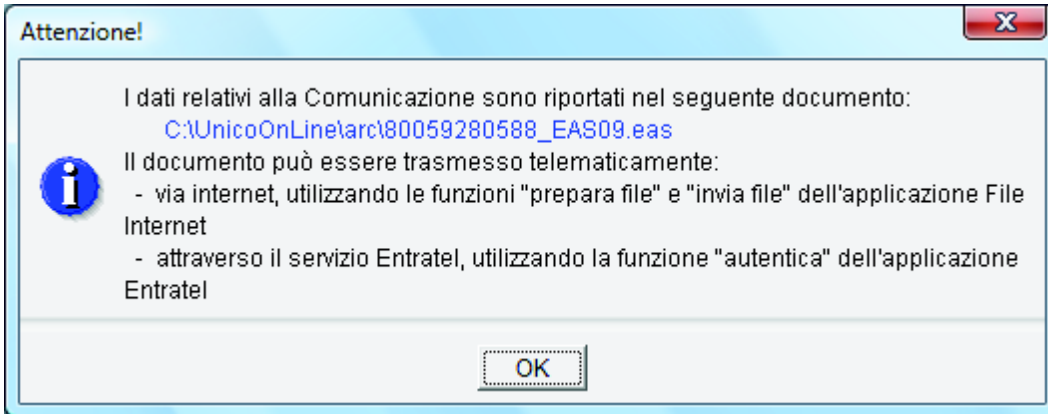 Attenzione!
I dati relativi alla Comunicazione sono riportati nel seguente documento:
C:\UnicoOnLine\arc\80059280588_EAS09.eas
Il documento può essere trasmesso telematicamente:
- via internet, utilizzando le funzioni "prepara file" e "invia file" dell'applicazione File
Internet
- attraverso il servizio Entratel, utilizzando la funzione "autentica" dell'applicazione
Entratel
OK